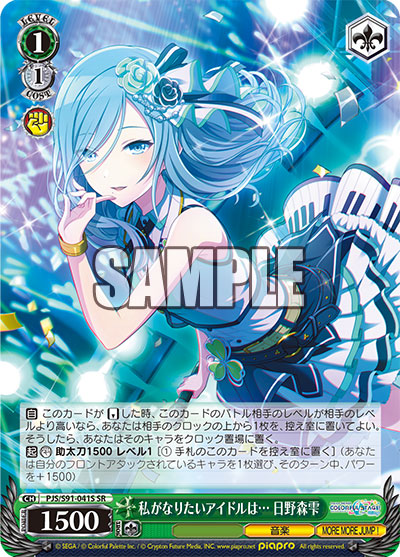 LEVEL
1
1
COST
SAMPLE
【自】 このカードが【リバース】した時、このカードのバトル相手のレベルが相手のレベ
ルより高いなら、あなたは相手のクロックの上から1枚を、控え室に置いてよい。そ
うしたら、あなたはそのキャラをクロック置場に置く。
【起】 助太刀1500 レベル1 [① 手札のこのカードを控え室に置く] (あなた
は自分のフロントアタックされているキャラを1枚選び、そのターン中、パワー
を+1500)
CH PJS/S91-041S SR
私がなりたいアイドルは… 日野森雫
COLORFUL STAGE!
1500
音楽 MORE MORE JUMP!
© SEGA / © Colorful Palette Inc. / © Crypton Future Media, INC. www.piapro.net piapro